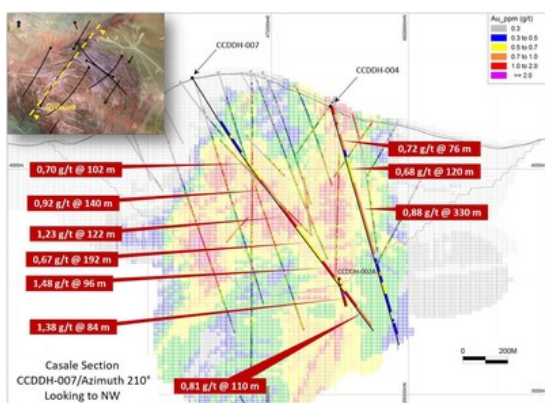 CCDDH-007
CCDDH-004
Au_ppm (g/t)
0.3
0.3 to 0.5
0.5 to 0.7
0.7 to 1.0
1.0 to 2.0
>= 2.0
4000m
4000m
0,70 g/t @ 102 m
0,92 g/t @ 140 m
1,23 g/t @ 122 m
0,67 g/t @ 192 m
1,48 g/t @ 96 m
1,38 g/t @ 84 m
0,72 g/t @ 76 m
0,68 g/t @ 120 m
0,88 g/t @ 330 m
CCDDH-002A
0,81 g/t @ 110 m
Casale Section
CCDDH-007/Azimuth 210°
Looking to NW
0
200M